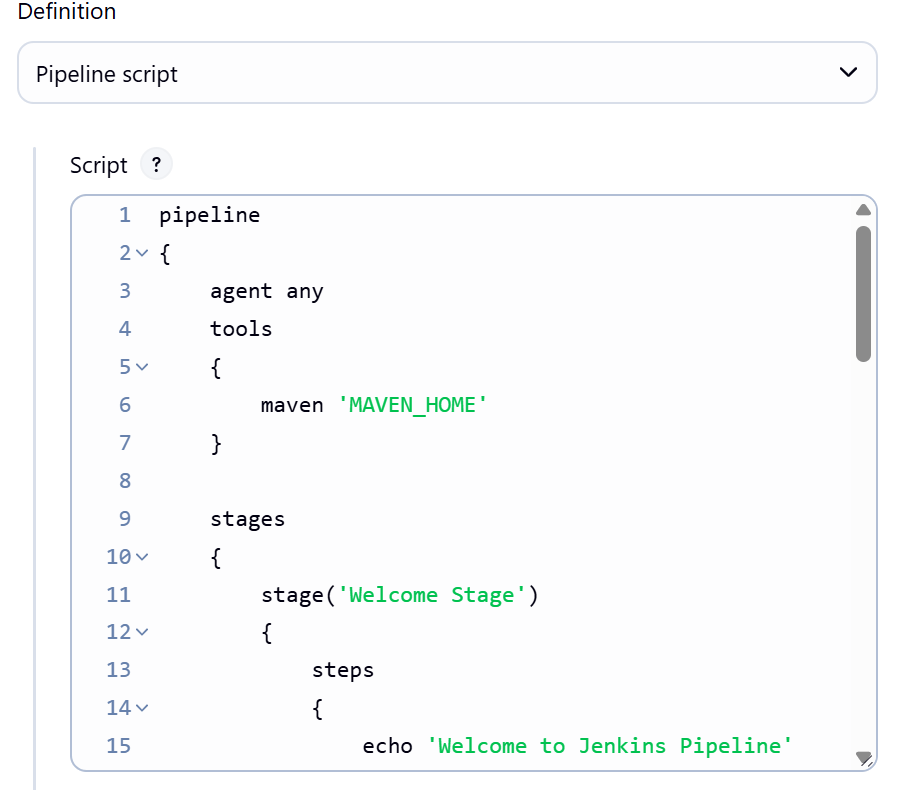 Definition
Pipeline script
Script ?
1 pipeline
2 {
3     agent any
4     tools
5     {
6         maven 'MAVEN_HOME'
7     }
8
9     stages
10     {
11         stage('Welcome Stage')
12         {
13             steps
14             {
15                 echo 'Welcome to Jenkins Pipeline'